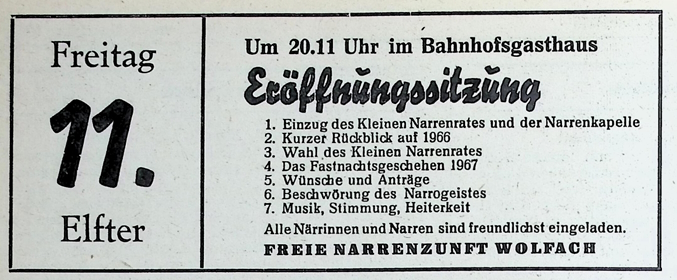 Freitag
11.
Elfter
Um 20.11 Uhr im Bahnhofsgasthaus
Eröffnungssitzung
1. Einzug des Kleinen Narrenrates und der Narrenkapelle
2. Kurzer Rückblick auf 1966
3. Wahl des Kleinen Narrenrates
4. Das Fastnachtsgeschehen 1967
5. Wünsche und Anträge
6. Beschwörung des Narrogeistes
7. Musik, Stimmung, Heiterkeit
Alle Närrinnen und Narren sind freundlichst eingeladen.
FREIE NARRENZUNFT WOLFACH